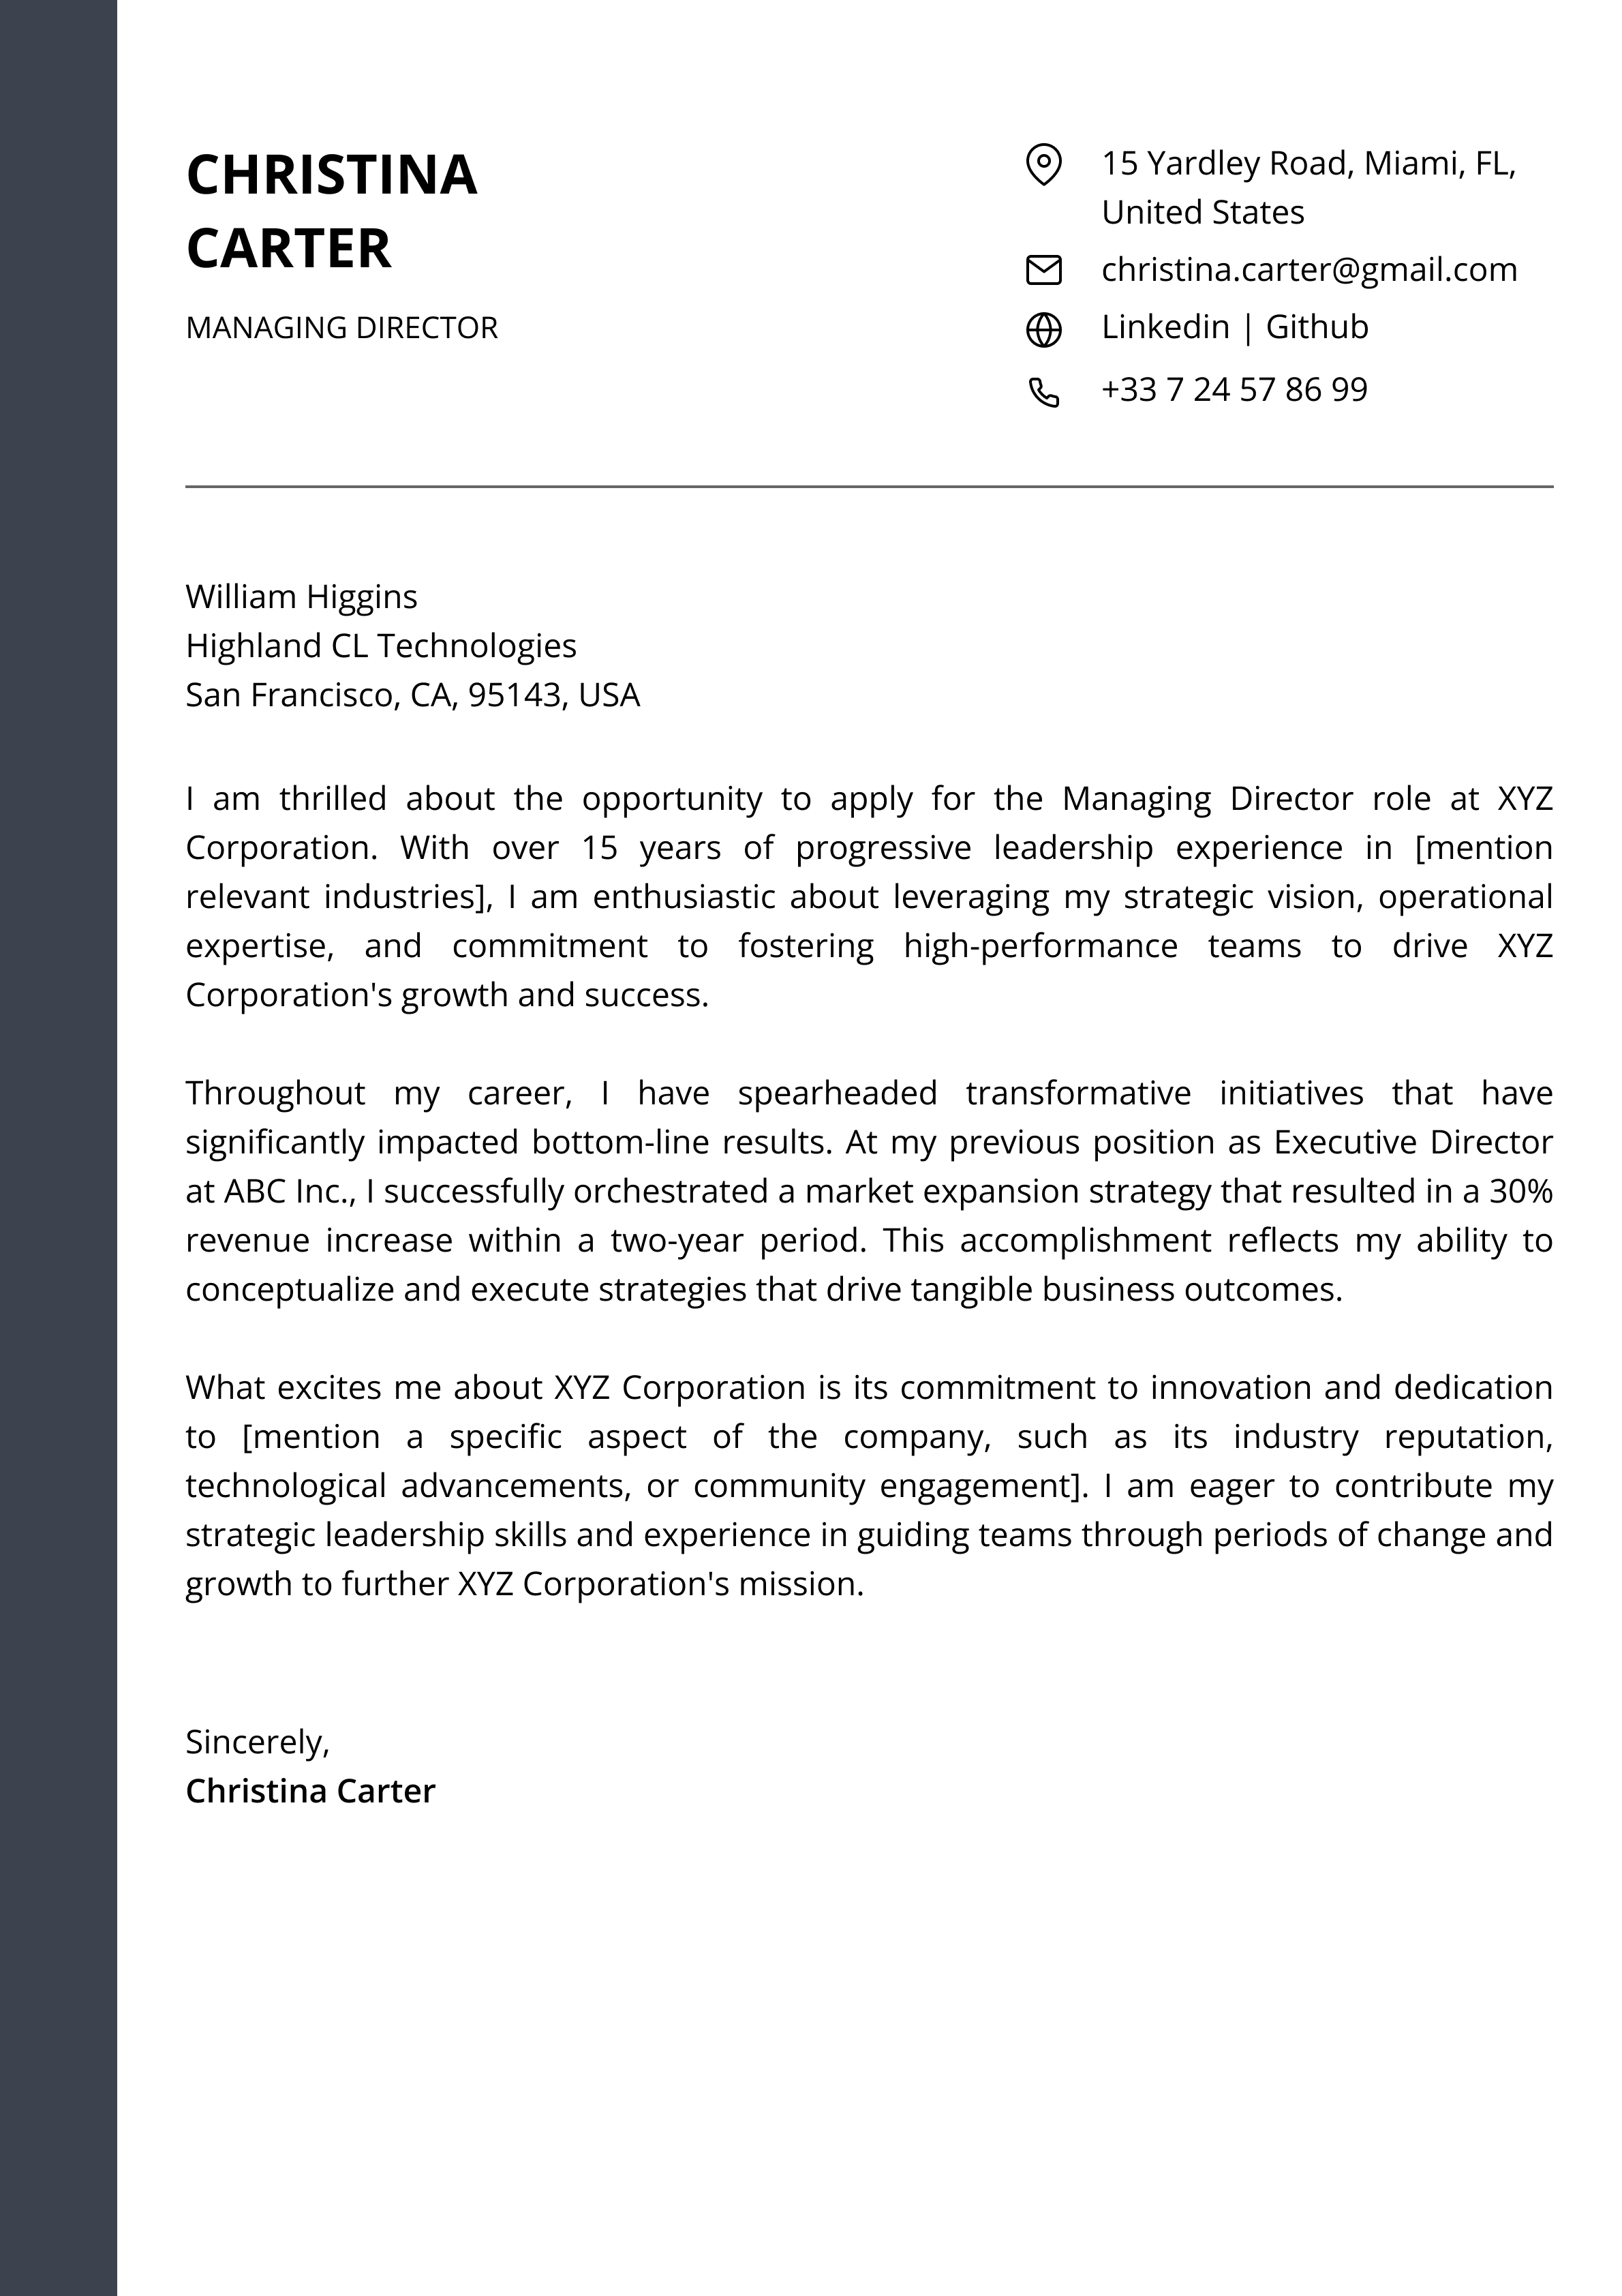 CHRISTINA
CARTER
MANAGING DIRECTOR
15 Yardley Road, Miami, FL,
United States
christina.carter@gmail.com
Linkedin | Github
+33 7 24 57 86 99
William Higgins
Highland CL Technologies
San Francisco, CA, 95143, USA
I am thrilled about the opportunity to apply for the Managing Director role at XYZ
Corporation. With over 15 years of progressive leadership experience in [mention
relevant industries], I am enthusiastic about leveraging my strategic vision, operational
expertise, and commitment to fostering high-performance teams to drive XYZ
Corporation's growth and success.
Throughout my career, I have spearheaded transformative initiatives that have
significantly impacted bottom-line results. At my previous position as Executive Director
at ABC Inc., I successfully orchestrated a market expansion strategy that resulted in a 30%
revenue increase within a two-year period. This accomplishment reflects my ability to
conceptualize and execute strategies that drive tangible business outcomes.
What excites me about XYZ Corporation is its commitment to innovation and dedication
to [mention a specific aspect of the company, such as its industry reputation,
technological advancements, or community engagement]. I am eager to contribute my
strategic leadership skills and experience in guiding teams through periods of change and
growth to further XYZ Corporation's mission.
Sincerely,
Christina Carter